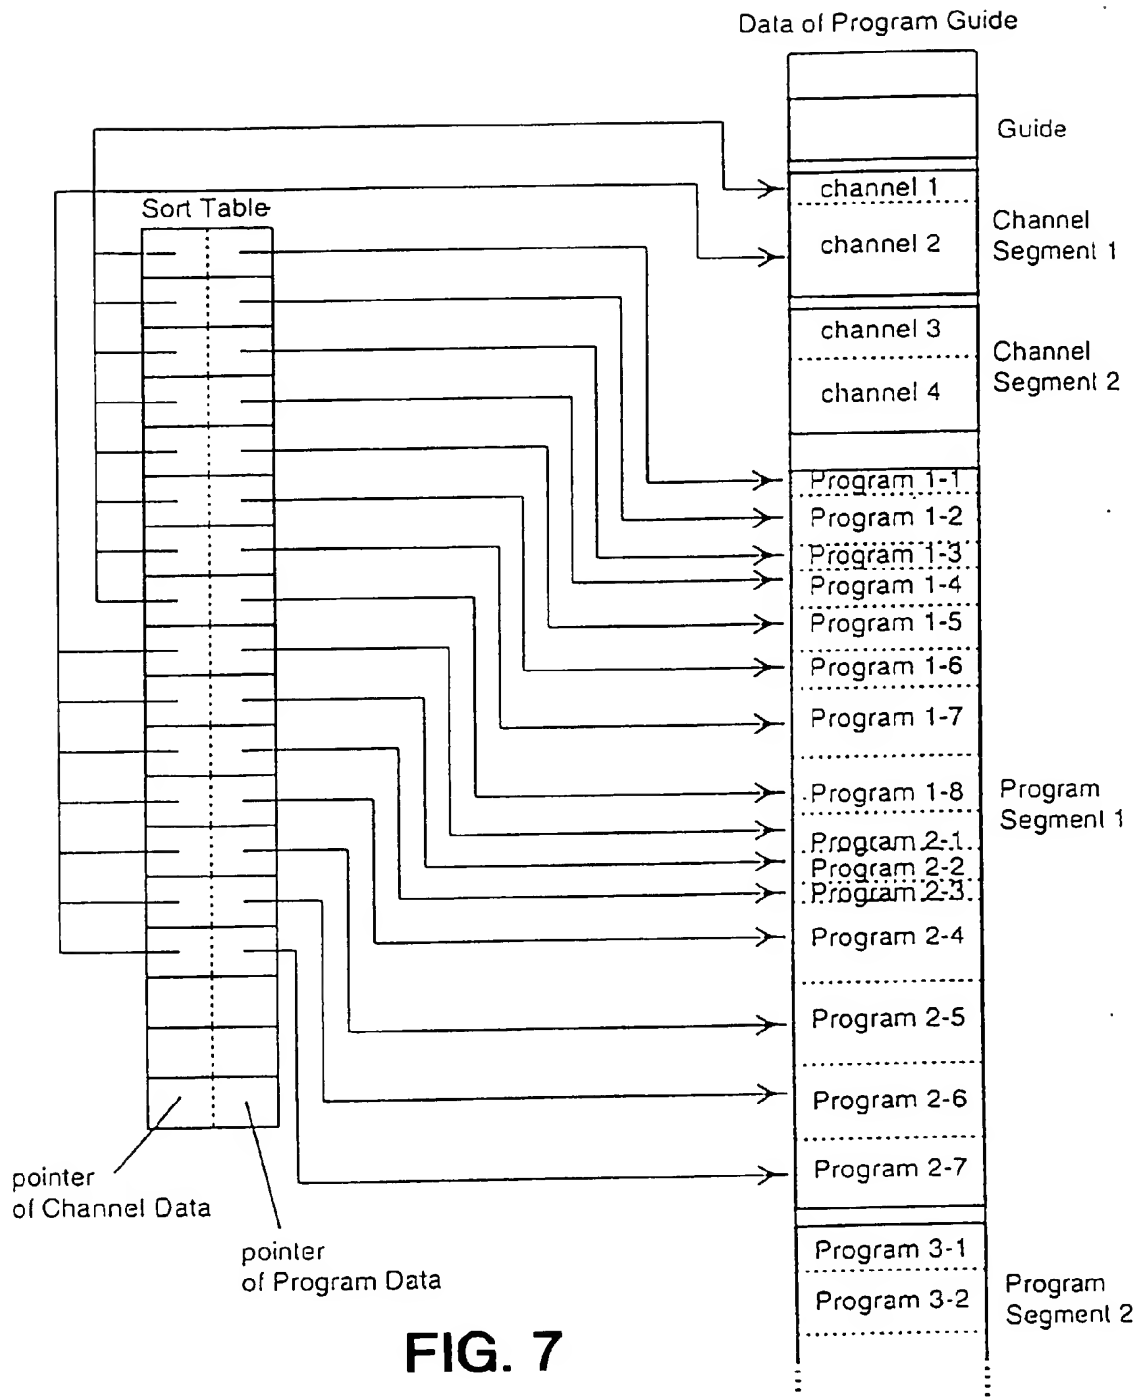 Data of Program Guide
Guide
channel 1
channel 2
Channel
Segment 1
channel 3
channel 4
Channel
Segment 2
Sort Table
Program 1-1
Program 1-2
Program 1-3
Program 1-4
Program 1-5
Program 1-6
Program 1-7
Program 1-8
Program 2-1
Program 2-2
Program 2-3
Program 2-4
Program 2-5
Program 2-6
Program 2-7
Program
Segment 1
Program 3-1
Program 3-2
Program
Segment 2
pointer
of Channel Data
pointer
of Program Data
FIG. 7